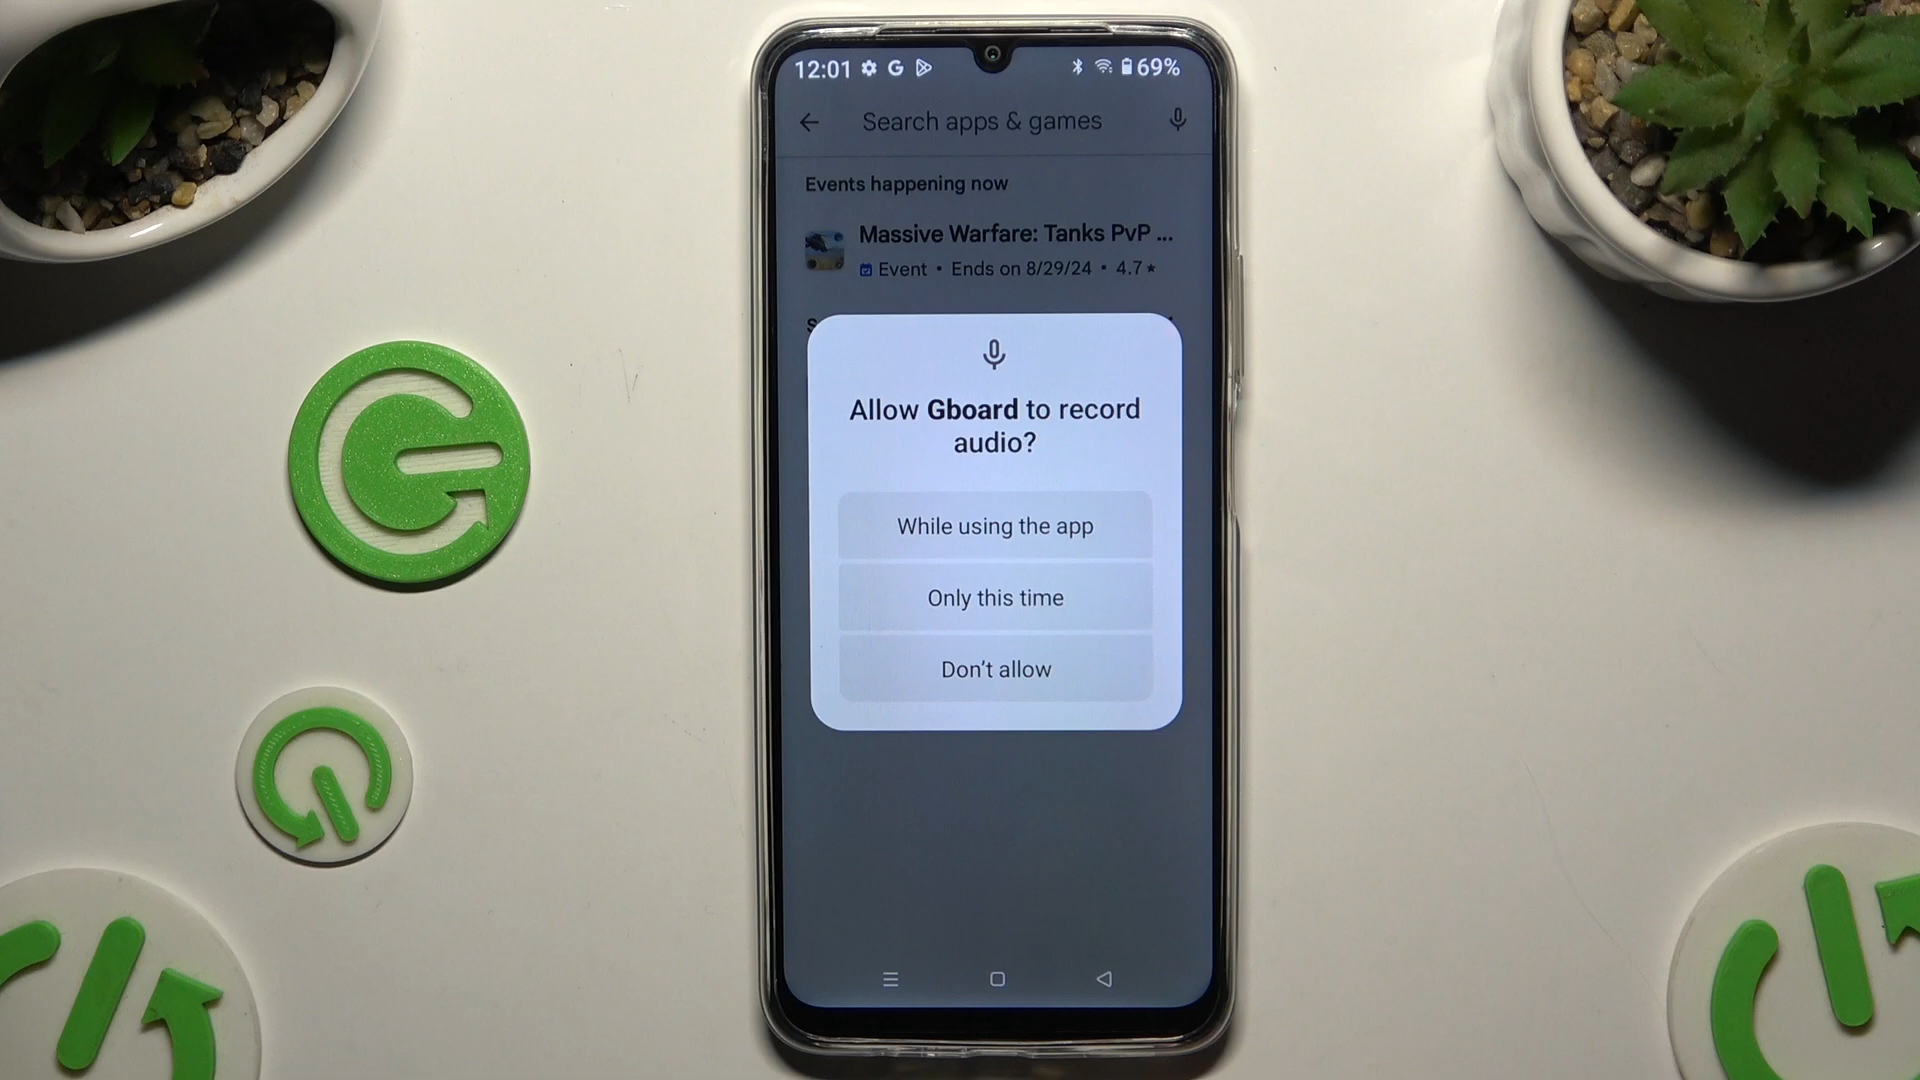 12:01 69%
Search apps & games
Events happening now
Massive Warfare: Tanks PvP ...
Event • Ends on 8/29/24 • 4.7★
Allow Gboard to record
audio?
While using the app
Only this time
Don't allow